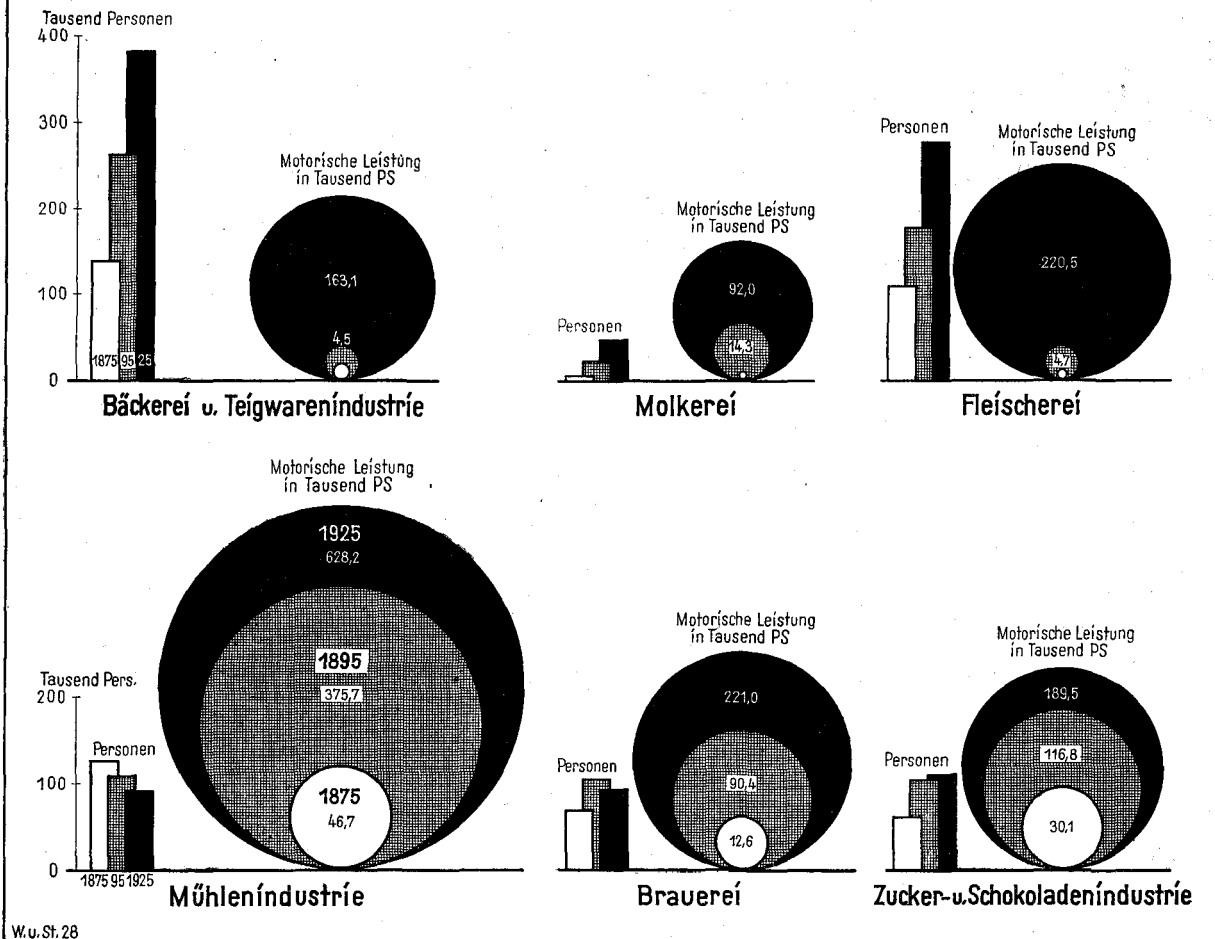 Tausend Personen
400
300
200
100
0
1875 95 25
Motorische Leistung
in Tausend PS
163,1
4,5
Bäckerei u. Teigwarenindustrie
Personen
Motorische Leistung
in Tausend PS
92,0
14,3
Molkerei
Personen
Motorische Leistung
in Tausend PS
220,5
4,7
Fleischerei
Tausend Pers.
200
100
0
Personen
1875 95 1925
Motorische Leistung
in Tausend PS
1925
628,2
1895
375,7
1875
46,7
Mühlenindustrie
Personen
Motorische Leistung
in Tausend PS
221,0
90,4
12,6
Brauerei
Personen
Motorische Leistung
in Tausend PS
189,5
116,8
30,1
Zucker-u.Schokoladenindustrie
W.u.St.28